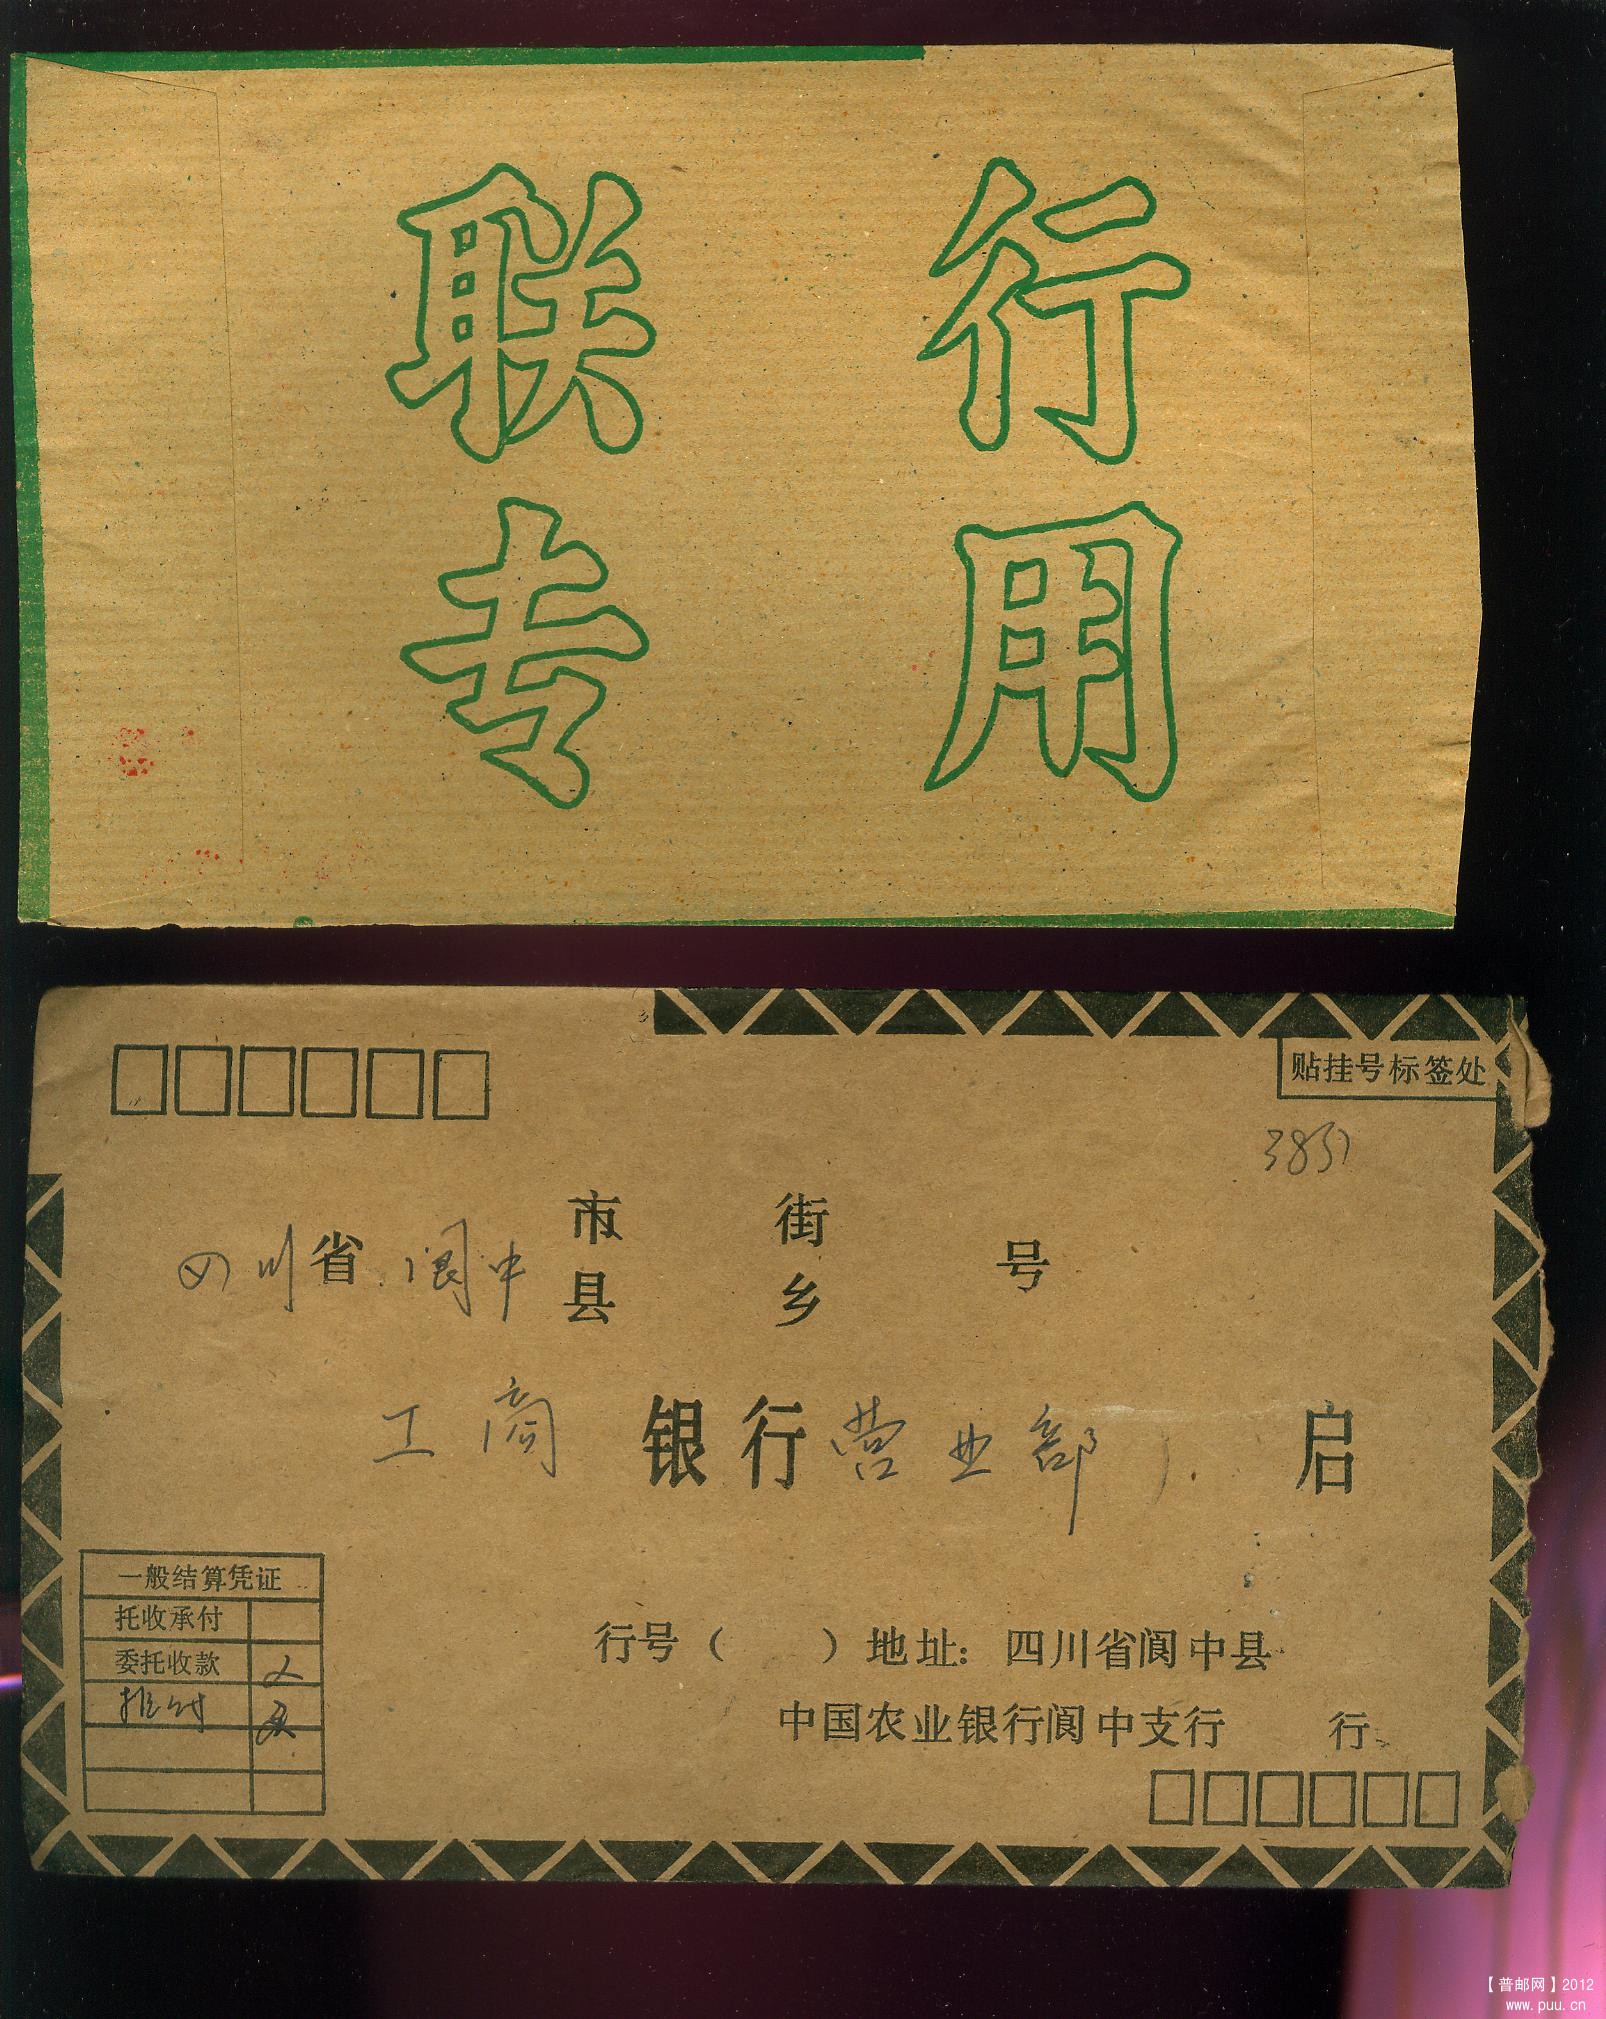 联行
专用
贴挂号标签处
四川省阆中市县 街乡 号
工商银行营业部 启
一般结算凭证
托收承付
委托收款
行号（ ）地址：四川省阆中县
中国农业银行阆中支行 行
【普邮网】2012
www.puu.cn